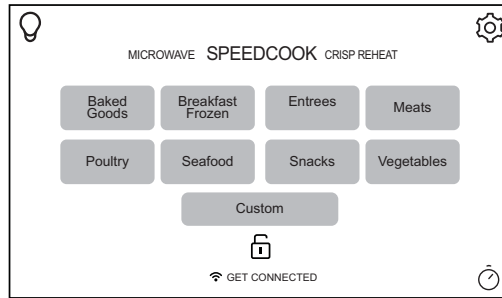 MICROWAVE SPEEDCOOK CRISP REHEAT
Baked
Goods
Breakfast
Frozen
Entrees
Meats
Poultry
Seafood
Snacks
Vegetables
Custom
GET CONNECTED